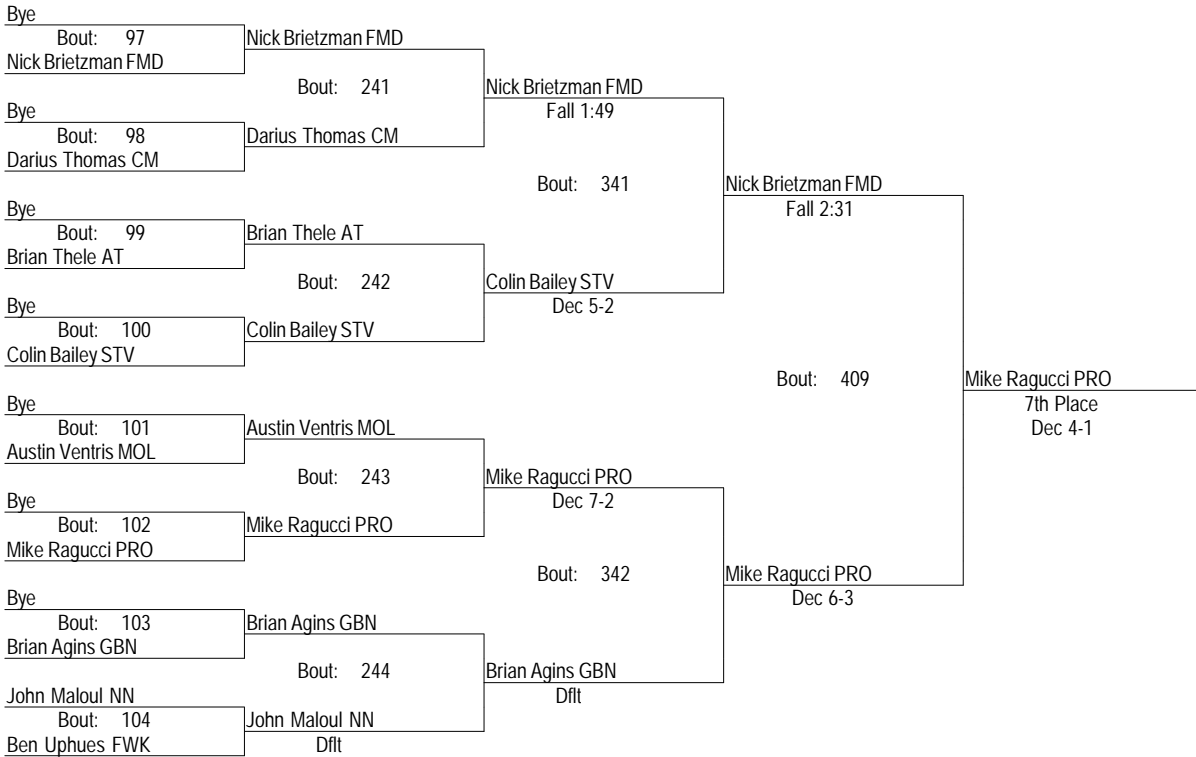 Bye
Bout: 97
Nick Brietzman FMD
Nick Brietzman FMD
Bout: 241
Nick Brietzman FMD
Fall 1:49
Bye
Bout: 98
Darius Thomas CM
Darius Thomas CM
Bout: 341
Nick Brietzman FMD
Fall 2:31
Bye
Bout: 99
Brian Thele AT
Brian Thele AT
Bout: 242
Colin Bailey STV
Dec 5-2
Bye
Bout: 100
Colin Bailey STV
Colin Bailey STV
Bout: 409
Mike Ragucci PRO
7th Place
Dec 4-1
Bye
Bout: 101
Austin Ventris MOL
Austin Ventris MOL
Bout: 243
Mike Ragucci PRO
Dec 7-2
Bye
Bout: 102
Mike Ragucci PRO
Mike Ragucci PRO
Bout: 342
Mike Ragucci PRO
Dec 6-3
Bye
Bout: 103
Brian Agins GBN
Brian Agins GBN
Bout: 244
Brian Agins GBN
Dflt
John Maloul NN
Bout: 104
Ben Uphues FWK
John Maloul NN
Dflt